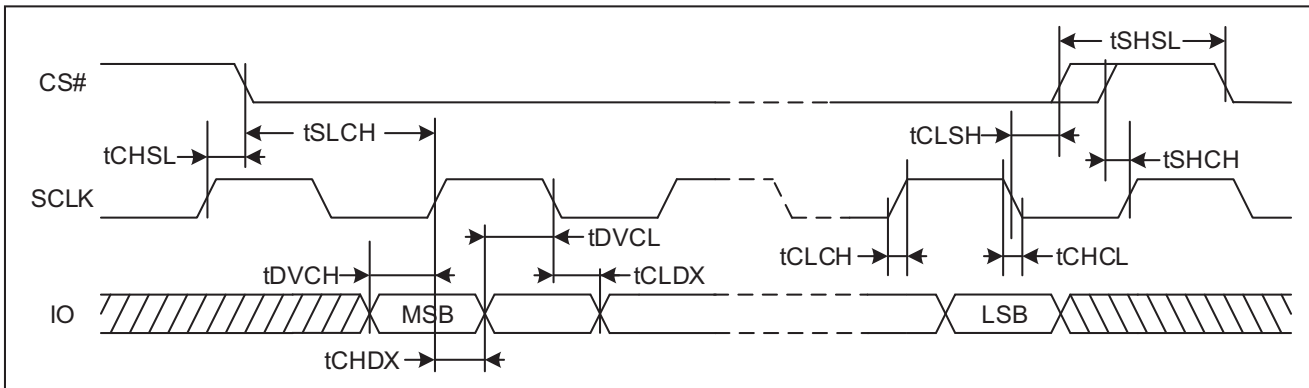 tSHSL
CS#
tSLCH
tCLSH
tCHSL
tSHCH
SCLK
tDVCL
tCLCH
tCHCL
tDVCH
tCLDX
IO
MSB
LSB
tCHDX